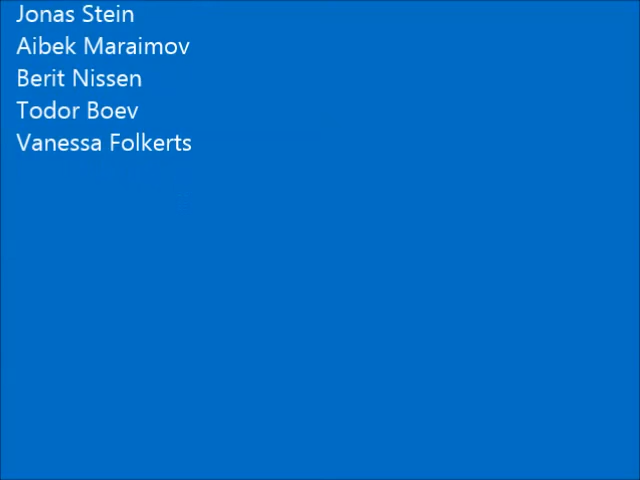 Jonas Stein
Aibek Maraimov
Berit Nissen
Todor Boev
Vanessa Folkerts